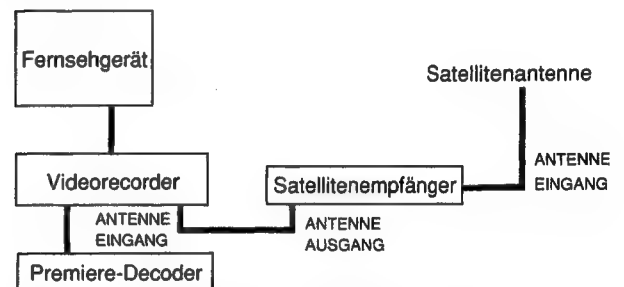 Fernsehgerät
Satellitenantenne
ANTENNE
EINGANG
Videorecorder
Satellitenempfänger
ANTENNE
EINGANG
ANTENNE
AUSGANG
Premiere-Decoder